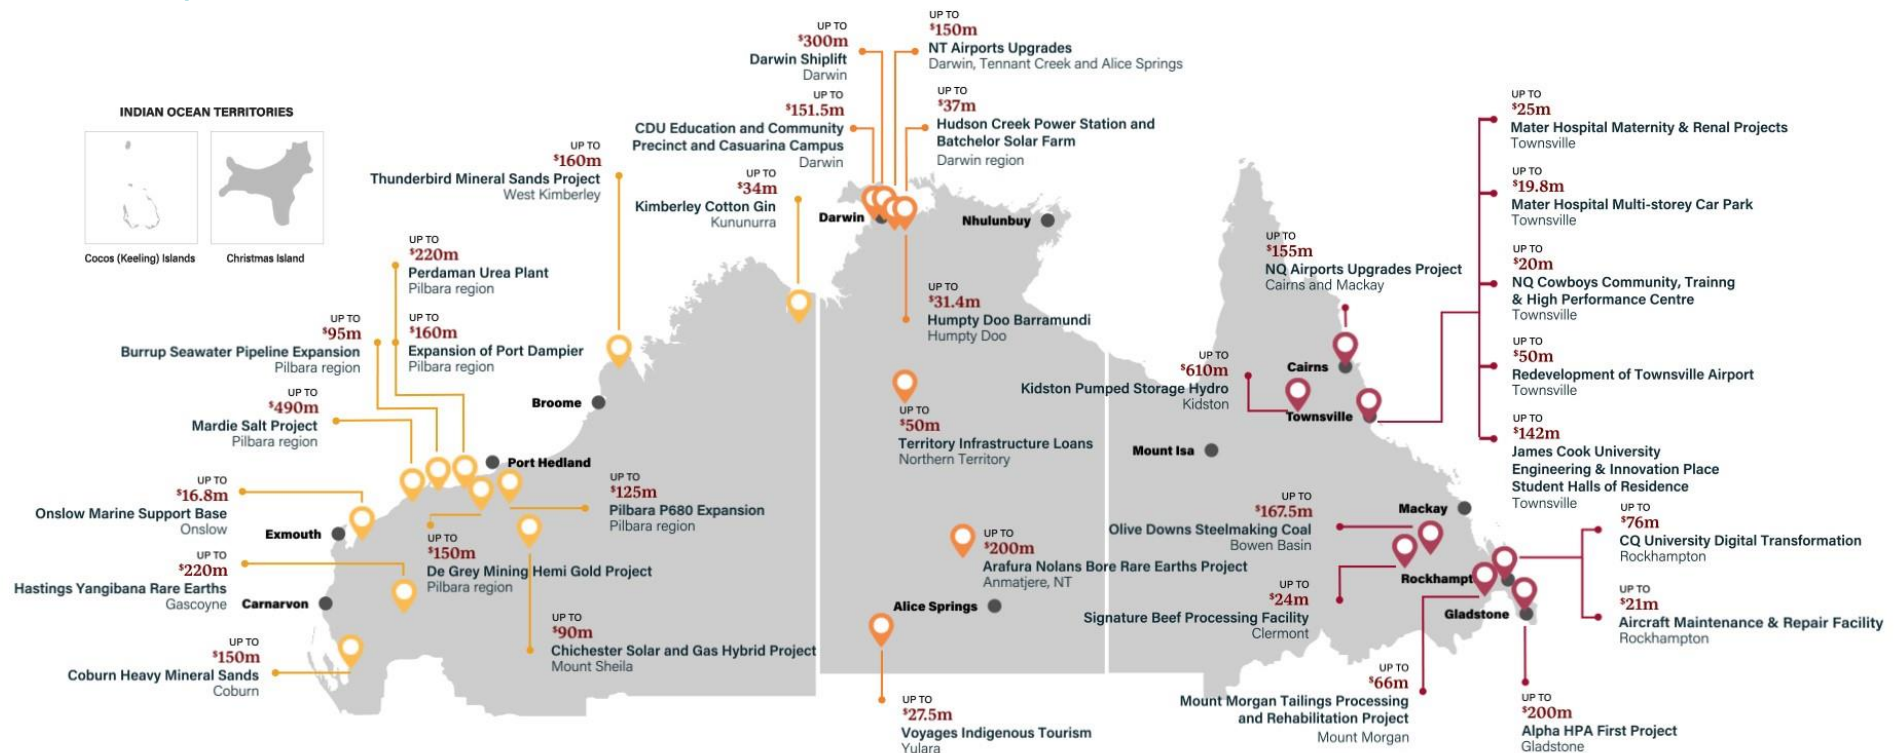 INDIAN OCEAN TERRITORIES
Cocos (Keeling) Islands
Christmas Island
UP TO
$160m
Thunderbird Mineral Sands Project
West Kimberley
UP TO
$300m
Darwin Shiplift
Darwin
UP TO
$151.5m
CDU Education and Community
Precinct and Casuarina Campus
Darwin
UP TO
$34m
Kimberley Cotton Gin
Kununurra
UP TO
$150m
NT Airports Upgrades
Darwin, Tennant Creek and Alice Springs
UP TO
$37m
Hudson Creek Power Station and
Batchelor Solar Farm
Darwin region
Darwin
Nhulunbuy
UP TO
$220m
Perdaman Urea Plant
Pilbara region
UP TO
$95m
Burrup Seawater Pipeline Expansion
Pilbara region
UP TO
$160m
Expansion of Port Dampier
Pilbara region
UP TO
$490m
Mardie Salt Project
Pilbara region
Broome
Port Hedland
UP TO
$16.8m
Onslow Marine Support Base
Onslow
Exmouth
UP TO
$125m
Pilbara P680 Expansion
Pilbara region
UP TO
$150m
De Grey Mining Hemi Gold Project
Pilbara region
UP TO
$220m
Hastings Yangibana Rare Earths
Gascoyne
Carnarvon
UP TO
$90m
Chichester Solar and Gas Hybrid Project
Mount Sheila
UP TO
$150m
Coburn Heavy Mineral Sands
Coburn
UP TO
$31.4m
Humpty Doo Barramundi
Humpty Doo
UP TO
$50m
Territory Infrastructure Loans
Northern Territory
UP TO
$200m
Arafura Nolans Bore Rare Earths Project
Anmatjere, NT
Alice Springs
UP TO
$27.5m
Voyages Indigenous Tourism
Yulara
UP TO
$155m
NQ Airports Upgrades Project
Cairns and Mackay
UP TO
$610m
Kidston Pumped Storage Hydro
Kidston
Cairns
Townsville
Mount Isa
UP TO
$25m
Mater Hospital Maternity & Renal Projects
Townsville
UP TO
$19.8m
Mater Hospital Multi-storey Car Park
Townsville
UP TO
$20m
NQ Cowboys Community, Trainng
& High Performance Centre
Townsville
UP TO
$50m
Redevelopment of Townsville Airport
Townsville
UP TO
$142m
James Cook University
Engineering & Innovation Place
Student Halls of Residence
Townsville
UP TO
$167.5m
Olive Downs Steelmaking Coal
Bowen Basin
Mackay
UP TO
$24m
Signature Beef Processing Facility
Clermont
Rockhampt
Gladstone
UP TO
$76m
CQ University Digital Transformation
Rockhampton
UP TO
$21m
Aircraft Maintenance & Repair Facility
Rockhampton
UP TO
$66m
Mount Morgan Tailings Processing
and Rehabilitation Project
Mount Morgan
UP TO
$200m
Alpha HPA First Project
Gladstone